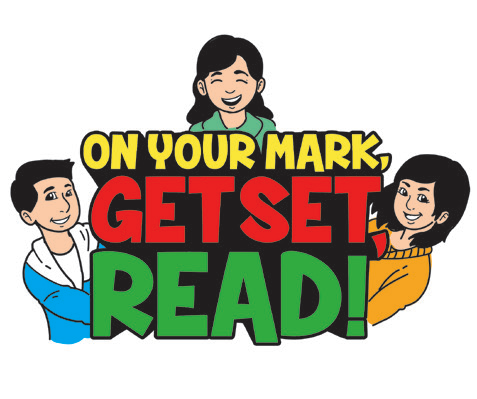 ON YOUR MARK,
GET SET,
READ!